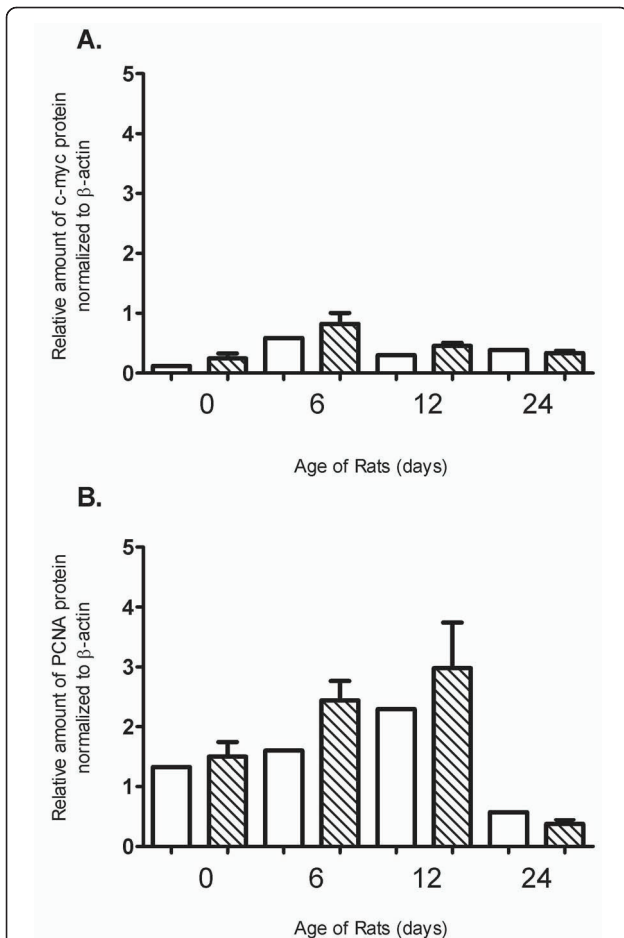 A.
Relative amount of c-myc protein
normalized to β-actin
5
4
3
2
1
0
0 6 12 24
Age of Rats (days)
B.
Relative amount of PCNA protein
normalized to β-actin
5
4
3
2
1
0
0 6 12 24
Age of Rats (days)